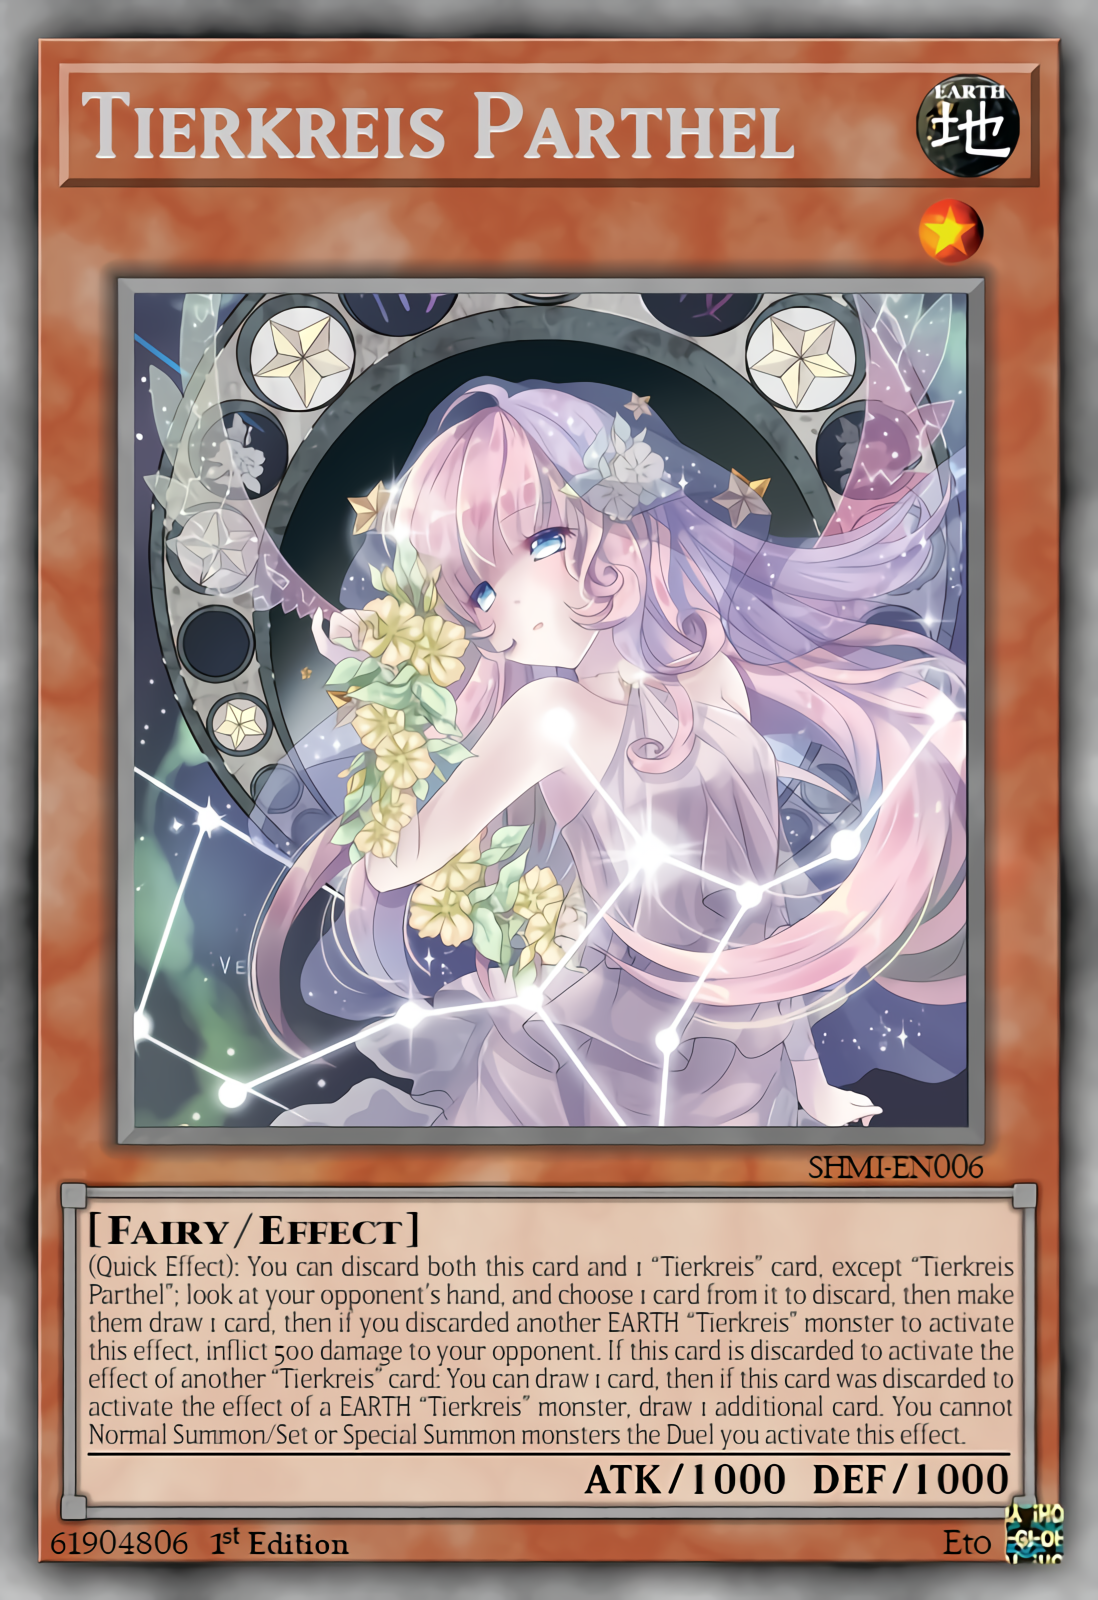 Tierkreis Parthel
EARTH
地
VE
SHMI-EN006
[Fairy/Effect]
(Quick Effect): You can discard both this card and 1 “Tierkreis” card, except “Tierkreis
Parthel”; look at your opponent’s hand, and choose 1 card from it to discard, then make
them draw 1 card, then if you discarded another EARTH “Tierkreis” monster to activate
this effect, inflict 500 damage to your opponent. If this card is discarded to activate the
effect of another “Tierkreis” card: You can draw 1 card, then if this card was discarded to
activate the effect of a EARTH “Tierkreis” monster, draw 1 additional card. You cannot
Normal Summon/Set or Special Summon monsters the Duel you activate this effect.
ATK/1000 DEF/1000
61904806 1st Edition
Eto